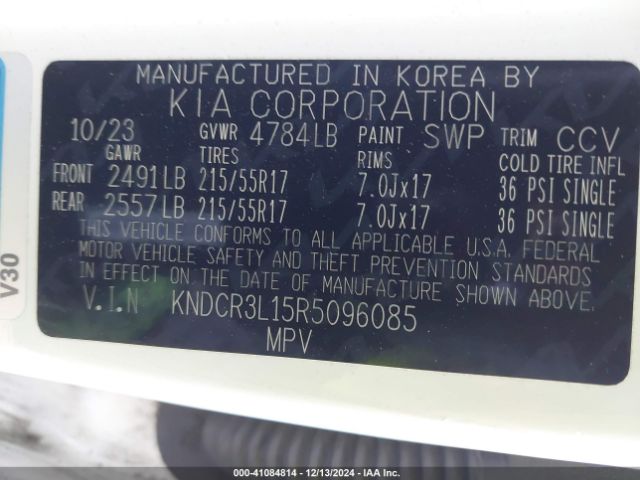 MANUFACTURED IN KOREA BY
KIA CORPORATION
10/23 GVWR 4784LB PAINT SWP TRIM CCV
GAWR TIRES RIMS COLD TIRE INFL
FRONT 2491LB 215/55R17 7.0Jx17 36 PSI SINGLE
REAR 2557LB 215/55R17 7.0Jx17 36 PSI SINGLE
THIS VEHICLE CONFORMS TO ALL APPLICABLE U.S.A. FEDERAL
MOTOR VEHICLE SAFETY AND THEFT PREVENTION STANDARDS
IN EFFECT ON THE DATE OF MANUFACTURE SHOWN ABOVE.
V.I.N KNDCR3L15R5096085
MPV
V30
000-41084814 - 12/13/2024 - IAA Inc.